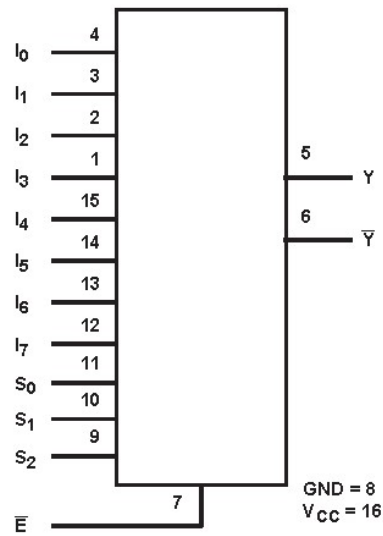 I0 4
I1 3
I2 2
I3 1
I4 15
I5 14
I6 13
I7 12
S0 11
S1 10
S2 9
5 Y
6 Y̅
7
E̅
GND = 8
VCC = 16